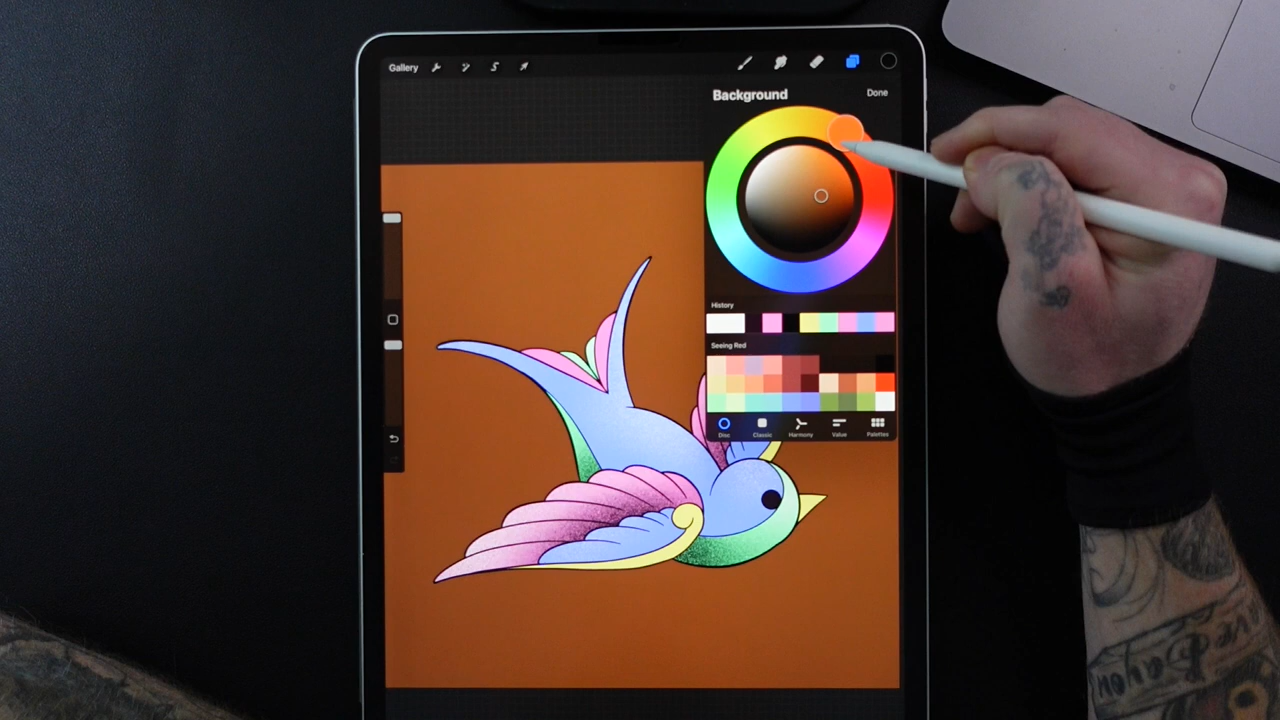 Gallery
S
Background
Done
History
Seeing Red
Disc
Classic
Harmony
Value
Palettes